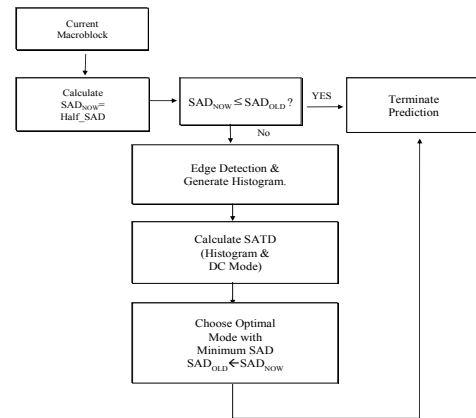 Current
Macroblock
Calculate
SAD_NOW=
Half_SAD
SAD_NOW ≤ SAD_OLD ?
YES
Terminate
Prediction
No
Edge Detection &
Generate Histogram.
Calculate SATD
(Histogram &
DC Mode)
Choose Optimal
Mode with
Minimum SAD
SAD_OLD ← SAD_NOW